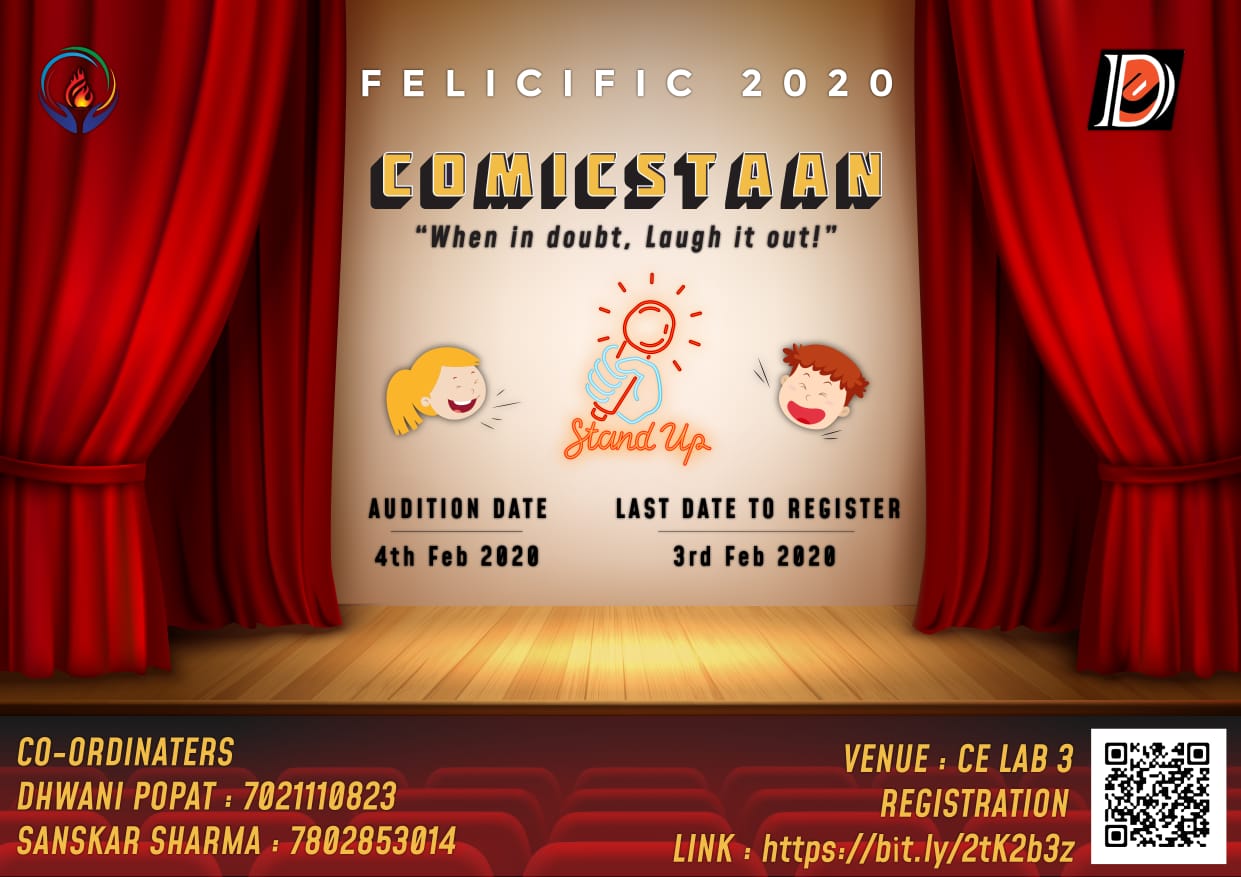 FELICIFIC 2020
COMICSTAAN
“When in doubt, Laugh it out!”
Stand Up
AUDITION DATE
4th Feb 2020
LAST DATE TO REGISTER
3rd Feb 2020
CO-ORDINATERS
DHWANI POPAT : 7021110823
SANSKAR SHARMA : 7802853014
VENUE : CE LAB 3
REGISTRATION
LINK : https://bit.ly/2tK2b3z